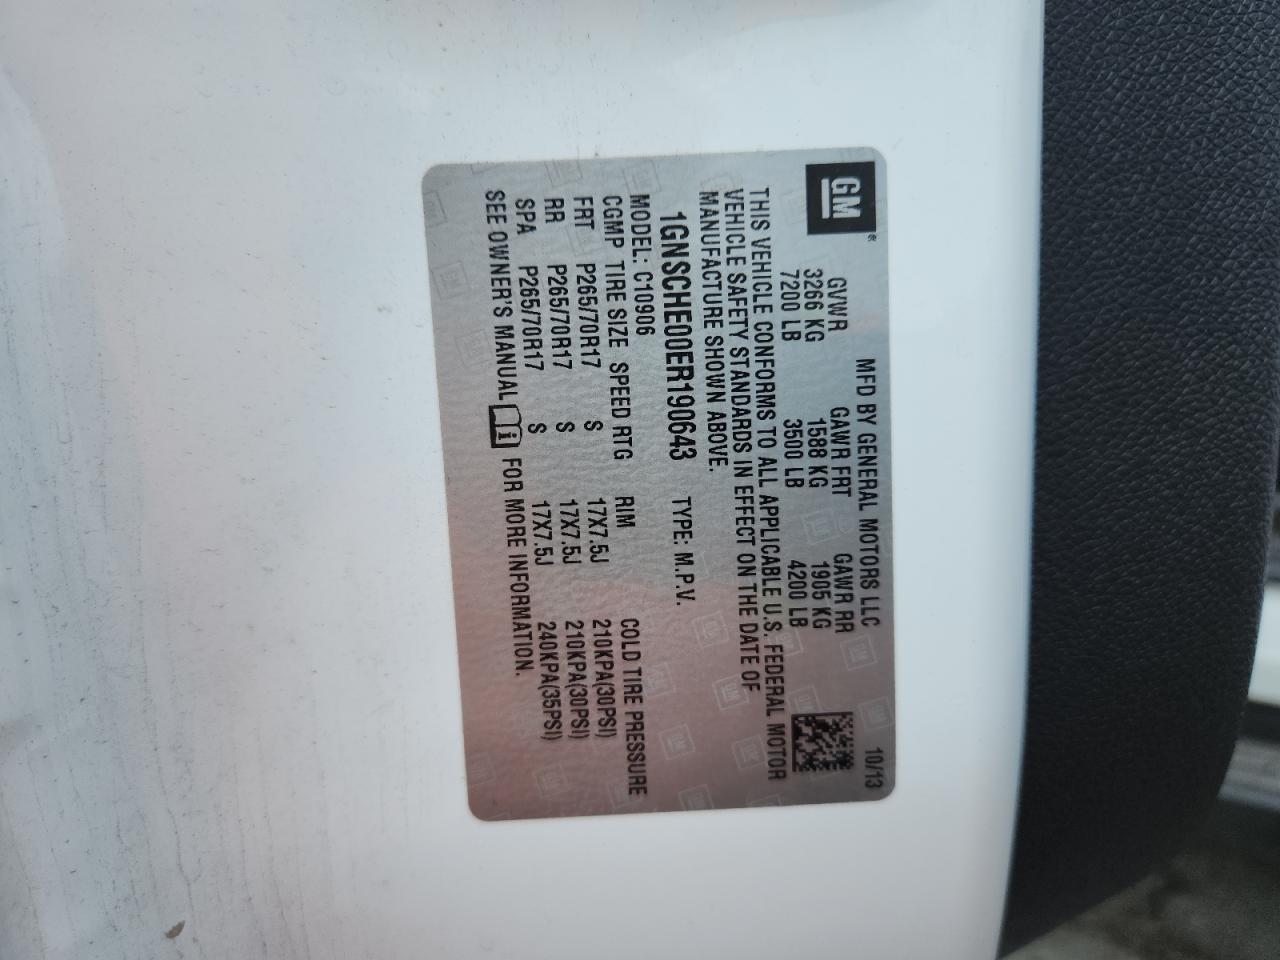 GM®
MFD BY GENERAL MOTORS LLC 10/13
GVWR GAWR FRT GAWR RR
3266 KG 1588 KG 1905 KG
7200 LB 3500 LB 4200 LB
THIS VEHICLE CONFORMS TO ALL APPLICABLE U.S. FEDERAL MOTOR
VEHICLE SAFETY STANDARDS IN EFFECT ON THE DATE OF
MANUFACTURE SHOWN ABOVE.
1GNSCHE00ER190643 TYPE: M.P.V.
MODEL: C10906
CGMP TIRE SIZE SPEED RTG RIM COLD TIRE PRESSURE
FRT P265/70R17 S 17X7.5J 210KPA(30PSI)
RR P265/70R17 S 17X7.5J 210KPA(30PSI)
SPA P265/70R17 S 17X7.5J 240KPA(35PSI)
SEE OWNER'S MANUAL FOR MORE INFORMATION.